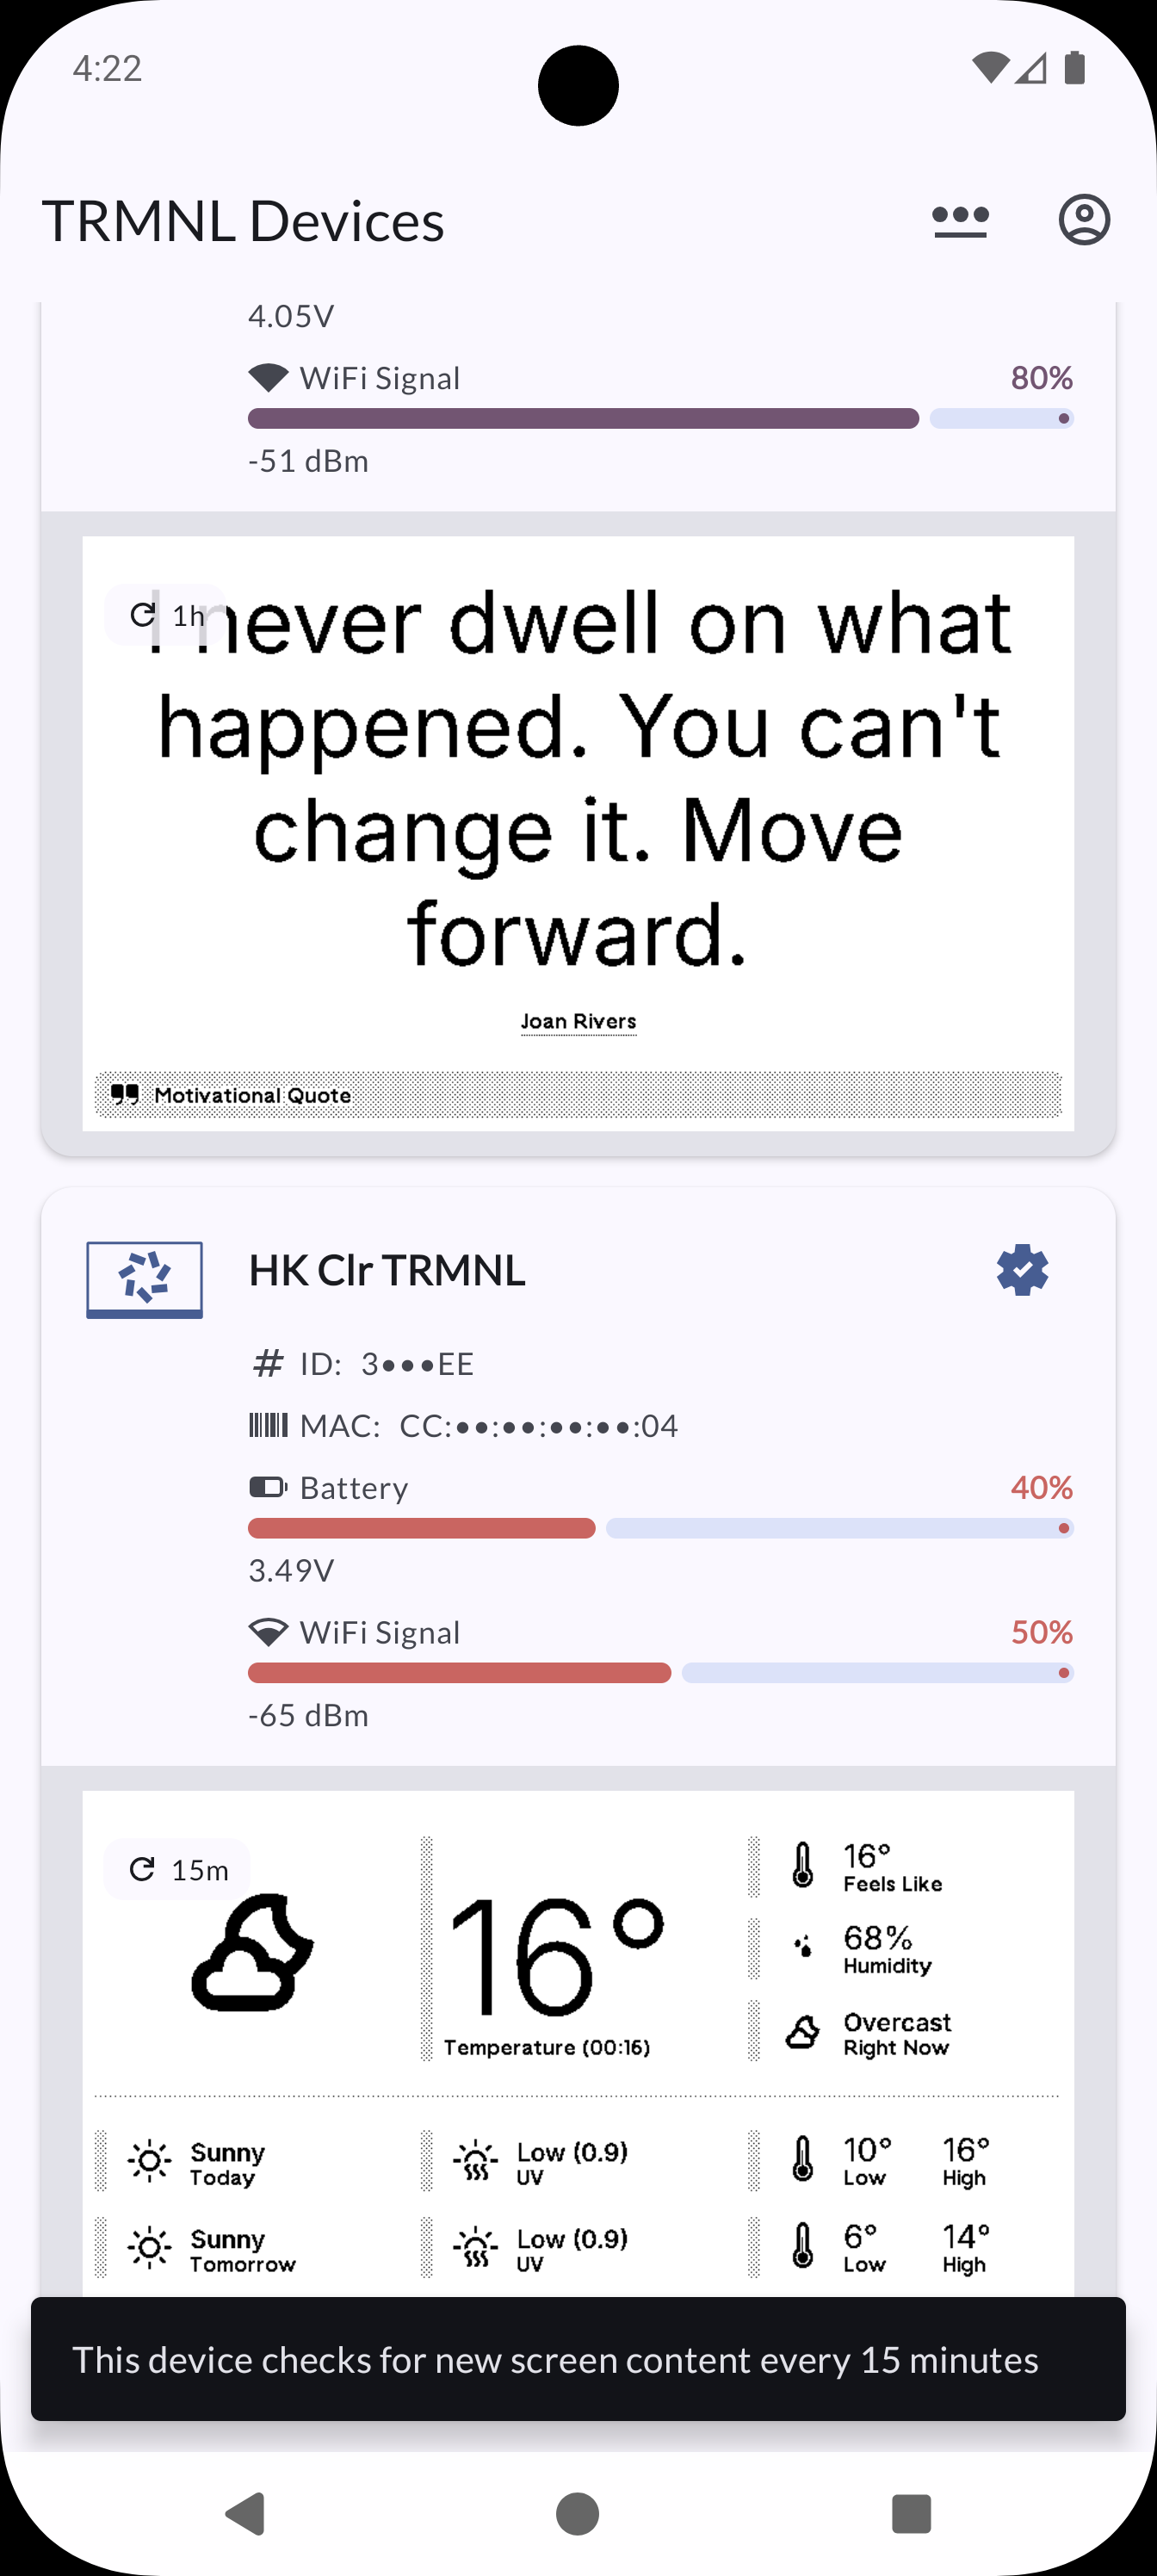 4:22
TRMNL Devices
4.05V
WiFi Signal 80%
-51 dBm
1h
I never dwell on what
happened. You can't
change it. Move
forward.
Joan Rivers
Motivational Quote
HK Clr TRMNL
ID: 3•••EE
MAC: CC:••:••:••:••:04
Battery 40%
3.49V
WiFi Signal 50%
-65 dBm
15m
16°
Temperature (00:16)
16°
Feels Like
68%
Humidity
Overcast
Right Now
Sunny
Today
Low (0.9)
UV
10° 16°
Low High
Sunny
Tomorrow
Low (0.9)
UV
6° 14°
Low High
This device checks for new screen content every 15 minutes